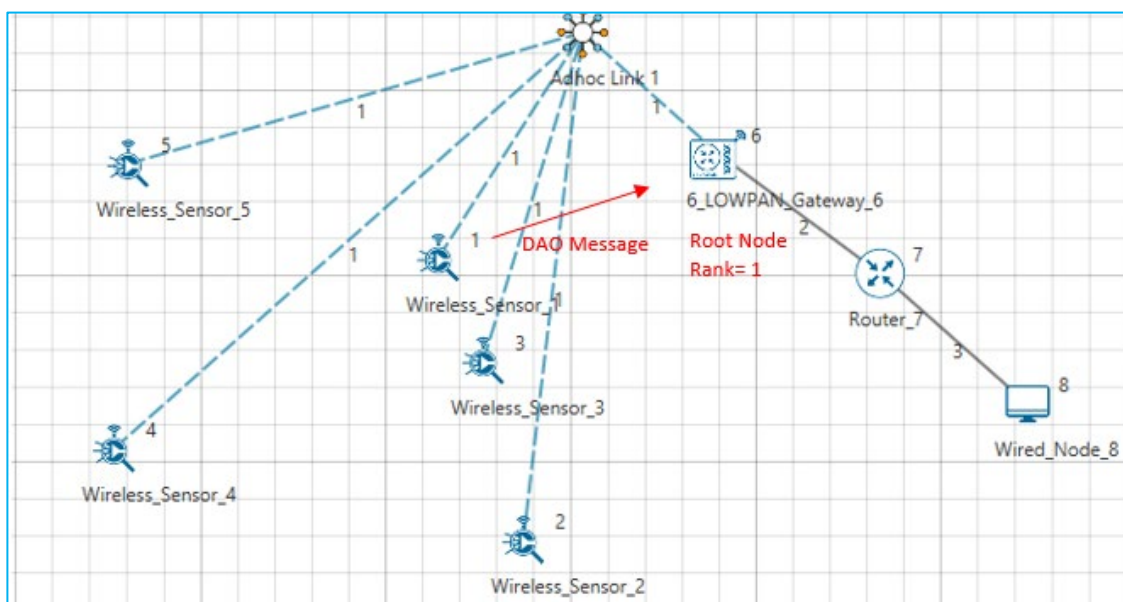 Adhoc Link 1
1
1
5
6
1
Wireless_Sensor_5
6_LOWPAN_Gateway_6
1
1
DAO Message
Root Node
2
Rank= 1
7
1
Wireless_Sensor_1
1
Router_7
3
3
Wireless_Sensor_3
8
4
Wired_Node_8
Wireless_Sensor_4
2
Wireless_Sensor_2